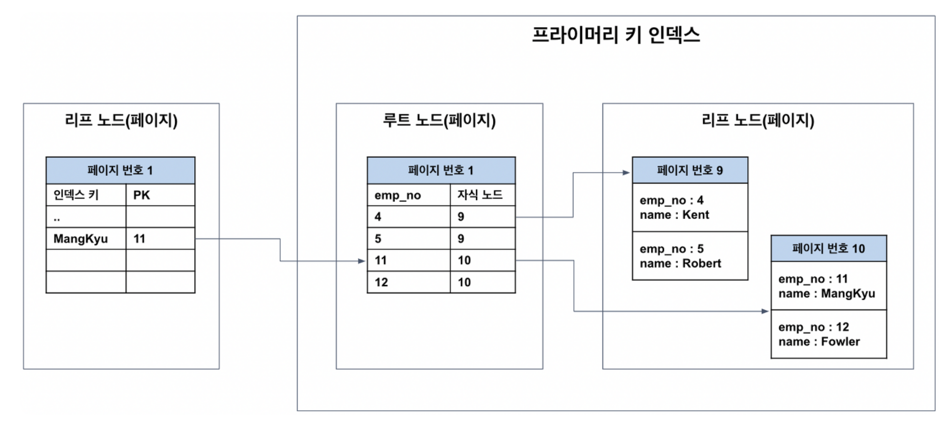 프라이머리 키 인덱스
리프 노드(페이지)
페이지 번호 1
인덱스 키 PK
..
MangKyu 11
루트 노드(페이지)
페이지 번호 1
emp_no 자식 노드
4 9
5 9
11 10
12 10
리프 노드(페이지)
페이지 번호 9
emp_no : 4
name : Kent
emp_no : 5
name : Robert
페이지 번호 10
emp_no : 11
name : MangKyu
emp_no : 12
name : Fowler